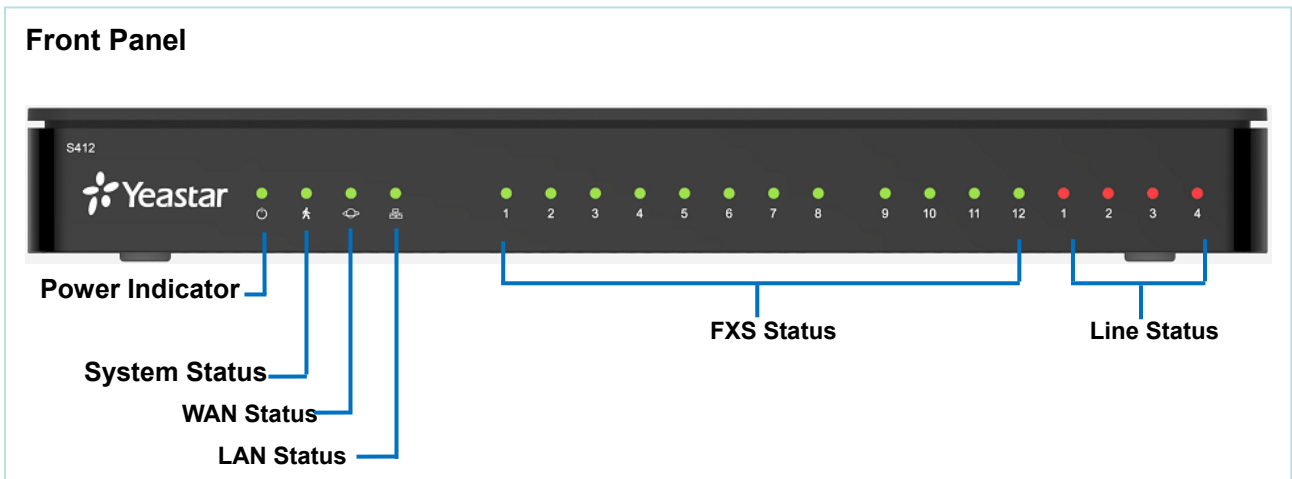 Front Panel
S412
Yeastar
1 2 3 4 5 6 7 8 9 10 11 12 1 2 3 4
Power Indicator
FXS Status
Line Status
System Status
WAN Status
LAN Status